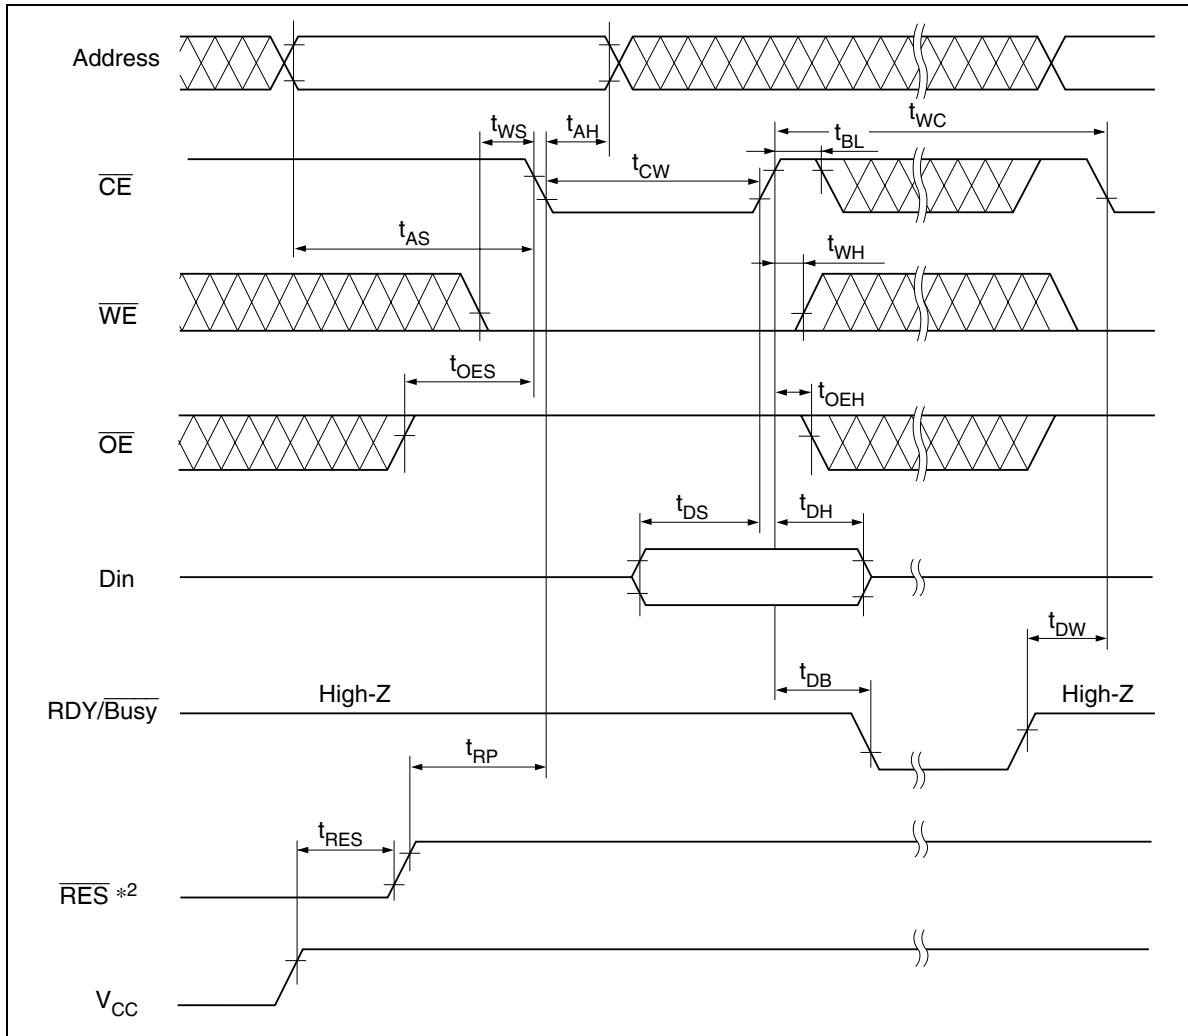 Address
tWS
tAH
tWC
tBL
CE
tCW
tAS
tWH
WE
tOES
tOEH
OE
tDS
tDH
Din
tDW
tDB
High-Z
High-Z
RDY/Busy
tRP
tRES
RES *2
VCC